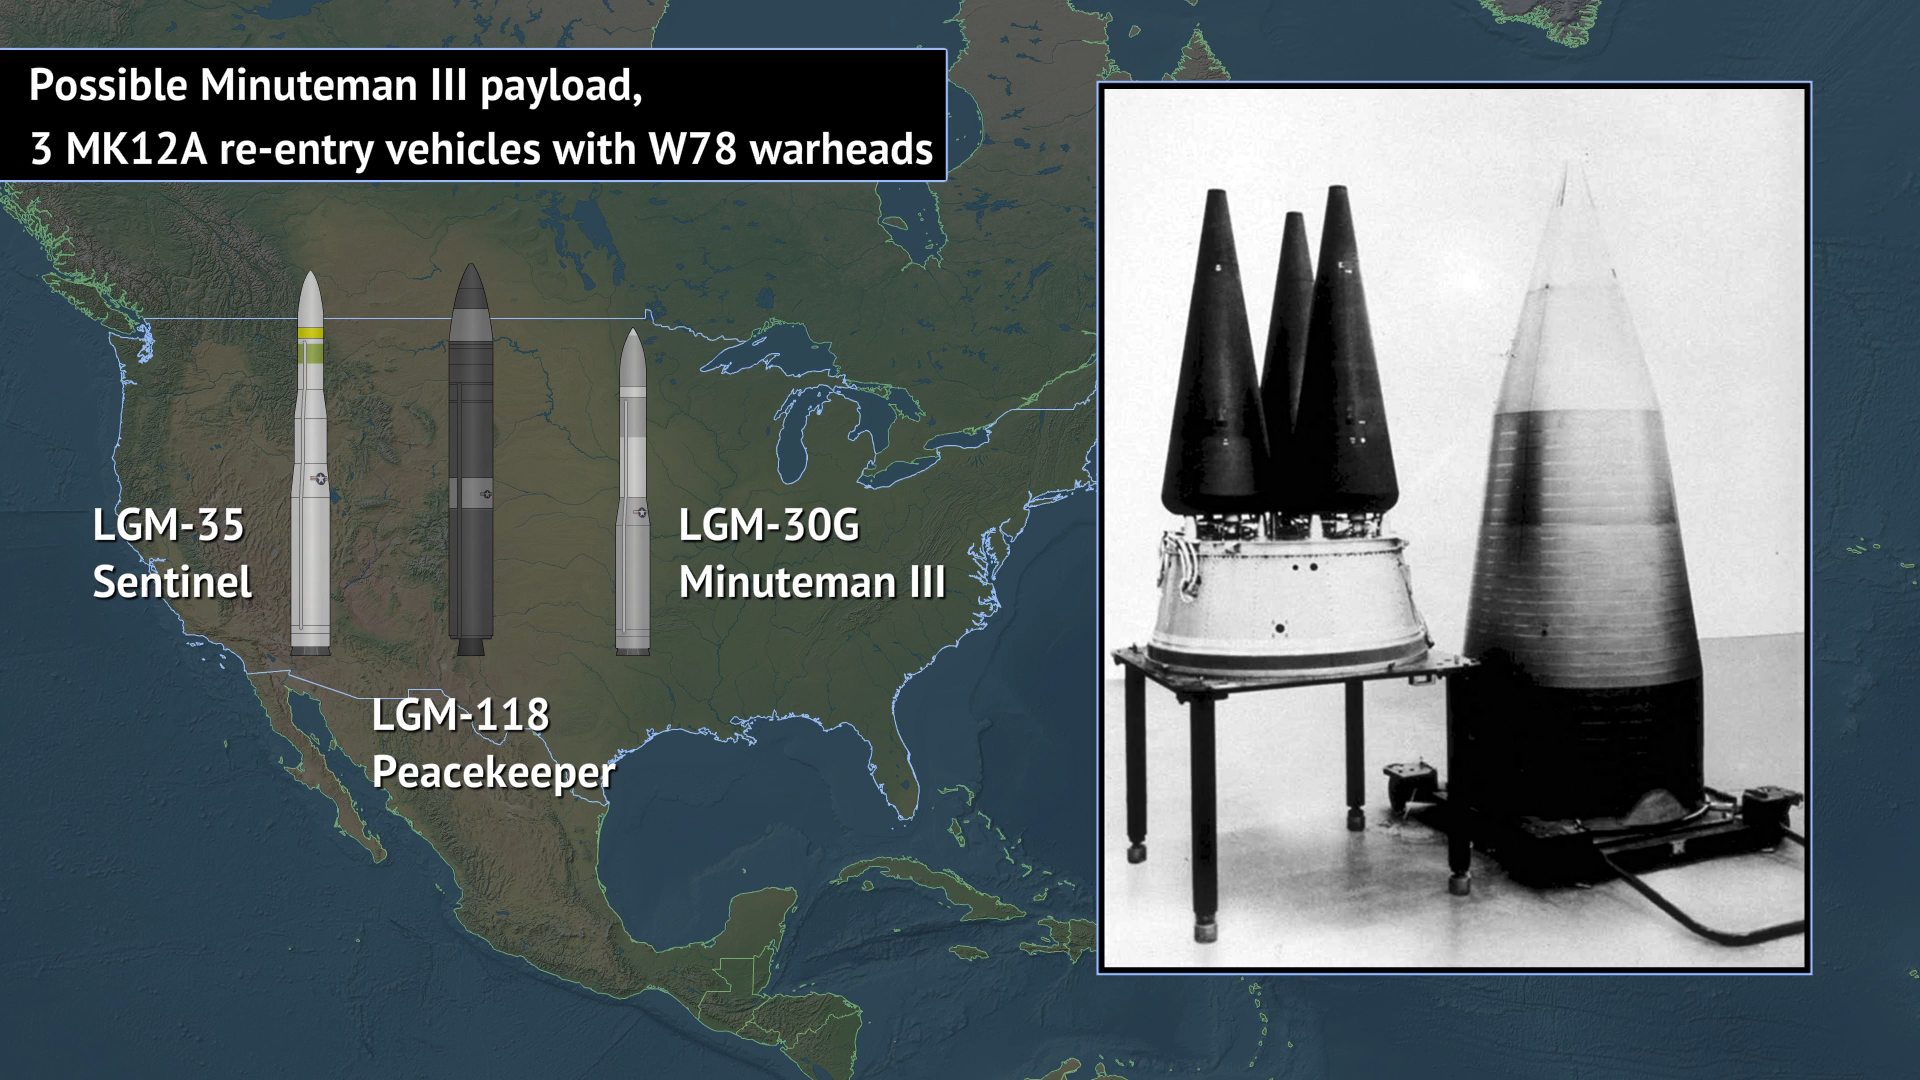 Possible Minuteman III payload,
3 MK12A re-entry vehicles with W78 warheads
LGM-35
Sentinel
LGM-118
Peacekeeper
LGM-30G
Minuteman III